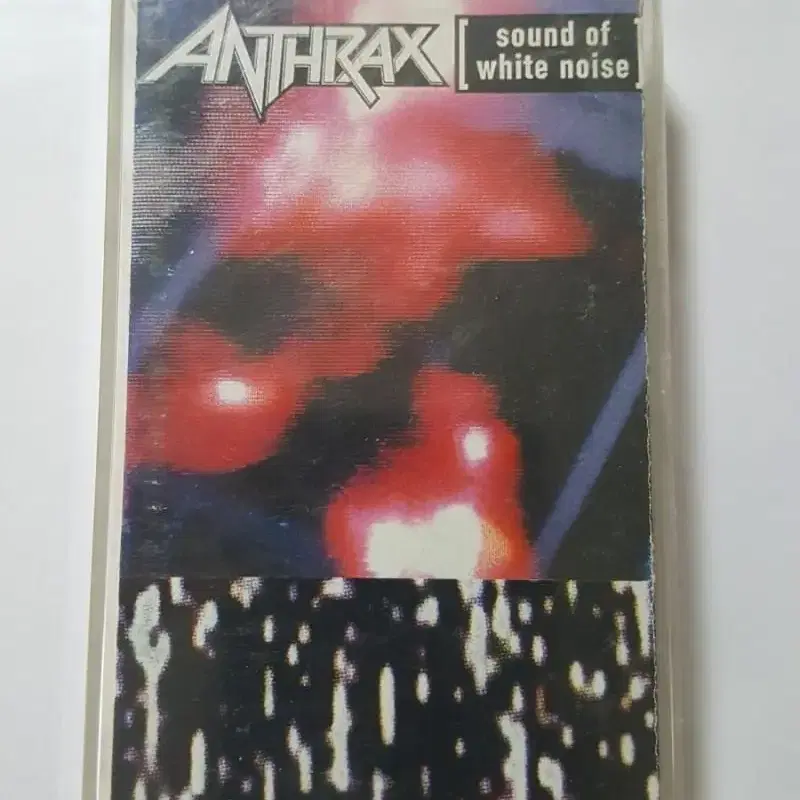 ANTHRAX
[ sound of
white noise ]